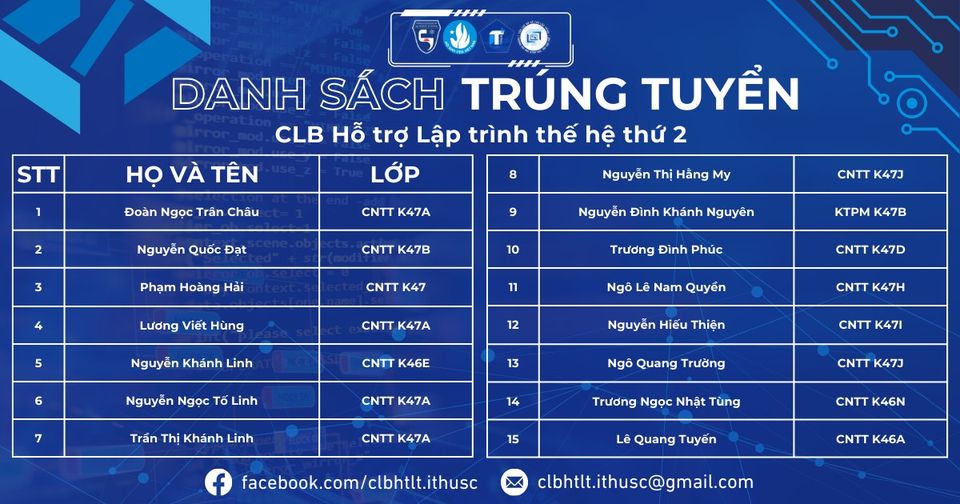 DANH SÁCH TRÚNG TUYỂN
CLB Hỗ trợ Lập trình thế hệ thứ 2
STT HỌ VÀ TÊN LỚP
1 Đoàn Ngọc Trân Châu CNTT K47A
2 Nguyễn Quốc Đạt CNTT K47B
3 Phạm Hoàng Hải CNTT K47
4 Lương Viết Hùng CNTT K47A
5 Nguyễn Khánh Linh CNTT K46E
6 Nguyễn Ngọc Tố Linh CNTT K47A
7 Trần Thị Khánh Linh CNTT K47A
8 Nguyễn Thị Hằng My CNTT K47J
9 Nguyễn Đình Khánh Nguyên KTPM K47B
10 Trương Đình Phúc CNTT K47D
11 Ngô Lê Nam Quyền CNTT K47H
12 Nguyễn Hiếu Thiện CNTT K47I
13 Ngô Quang Trường CNTT K47J
14 Trương Ngọc Nhật Tùng CNTT K46N
15 Lê Quang Tuyến CNTT K46A
facebook.com/clbhtlt.ithusc clbhtlt.ithusc@gmail.com